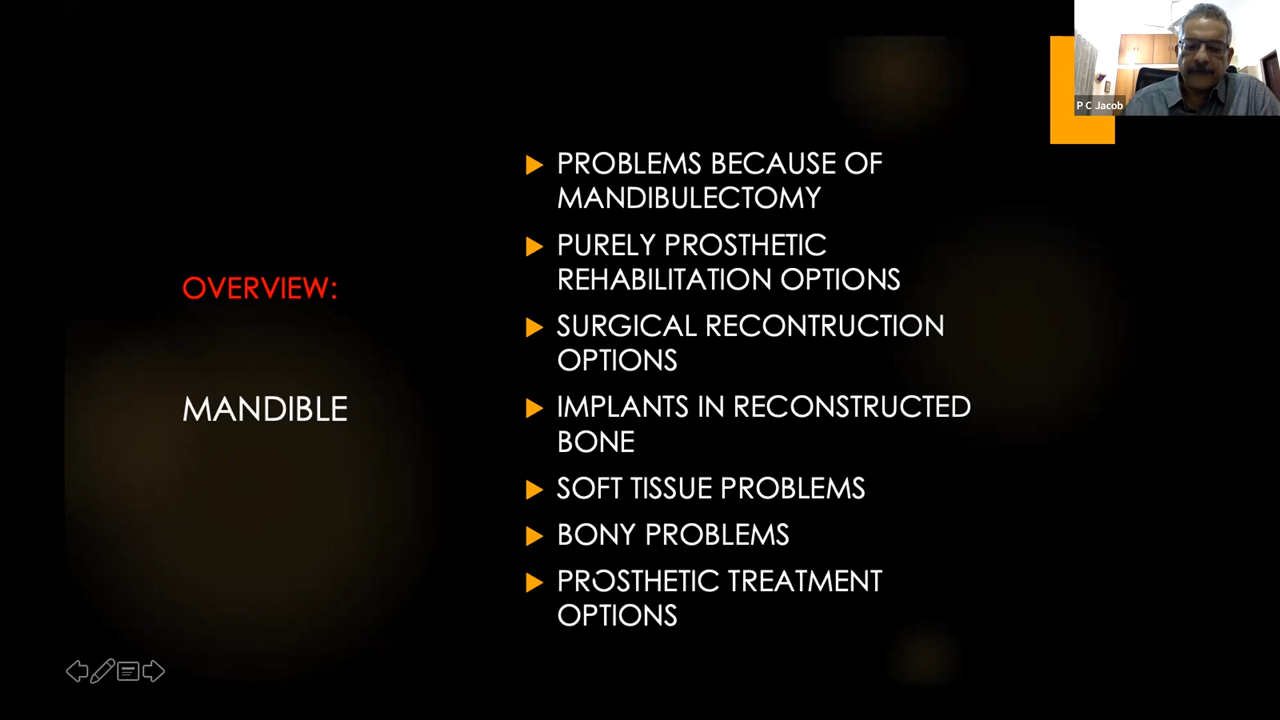 P C Jacob
OVERVIEW:
MANDIBLE
PROBLEMS BECAUSE OF
MANDIBULECTOMY
PURELY PROSTHETIC
REHABILITATION OPTIONS
SURGICAL RECONTRUCTION
OPTIONS
IMPLANTS IN RECONSTRUCTED
BONE
SOFT TISSUE PROBLEMS
BONY PROBLEMS
PROSTHETIC TREATMENT
OPTIONS